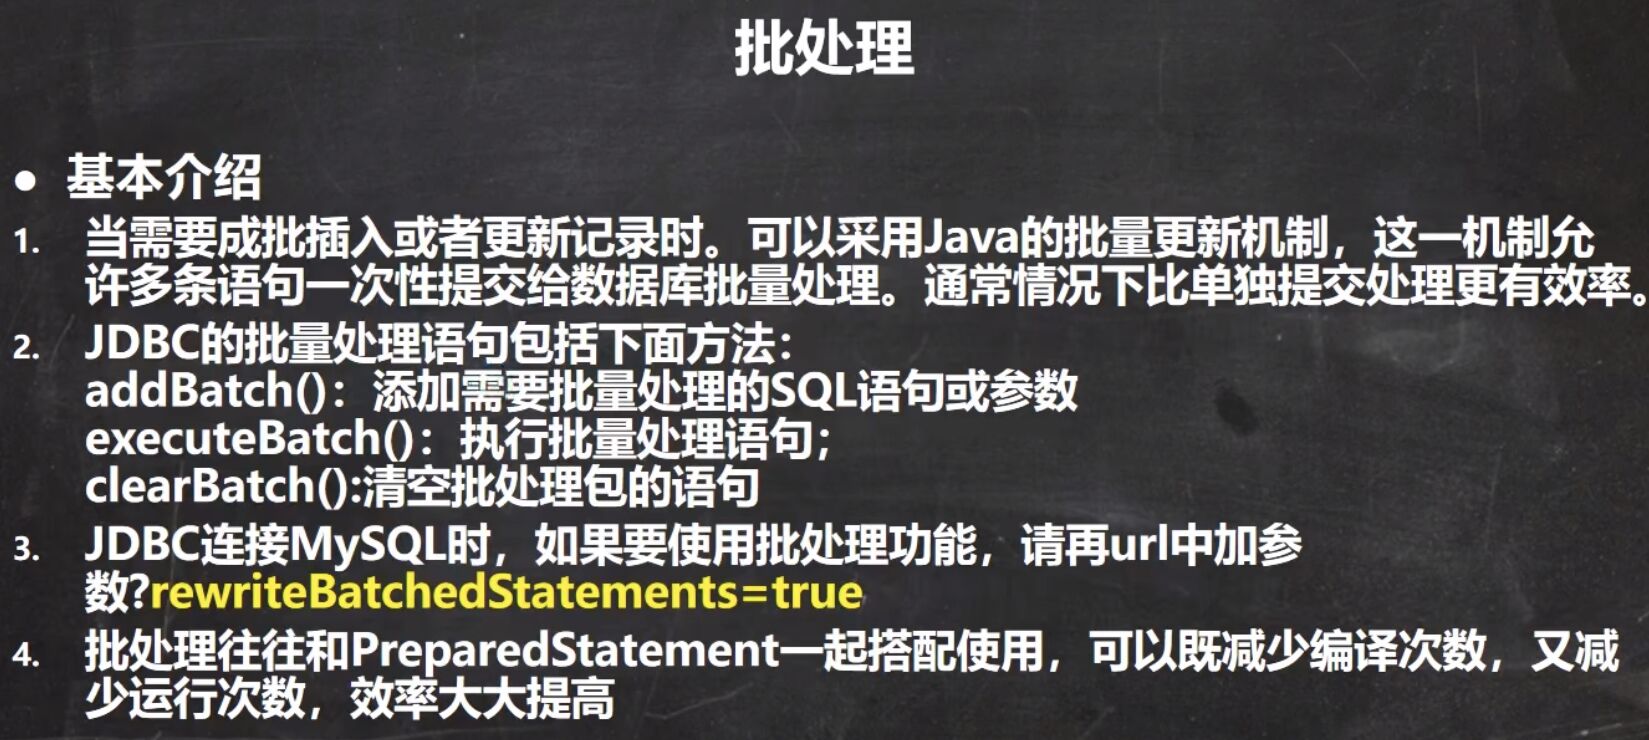 批处理
● 基本介绍
1. 当需要成批插入或者更新记录时。可以采用Java的批量更新机制，这一机制允
许多条语句一次性提交给数据库批量处理。通常情况下比单独提交处理更有效率。
2. JDBC的批量处理语句包括下面方法：
addBatch()：添加需要批量处理的SQL语句或参数
executeBatch()：执行批量处理语句；
clearBatch():清空批处理包的语句
3. JDBC连接MySQL时，如果要使用批处理功能，请再url中加参
数?rewriteBatchedStatements=true
4. 批处理往往和PreparedStatement一起搭配使用，可以既减少编译次数，又减
少运行次数，效率大大提高